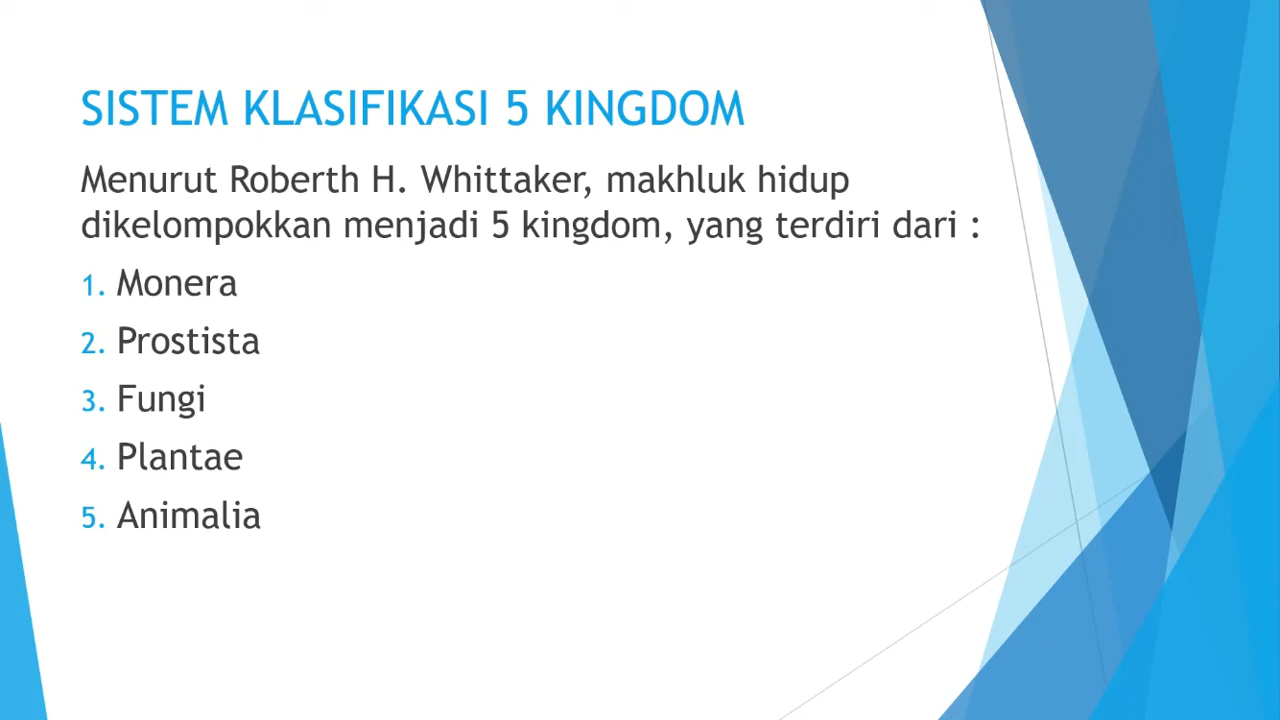 SISTEM KLASIFIKASI 5 KINGDOM
Menurut Roberth H. Whittaker, makhluk hidup
dikelompokkan menjadi 5 kingdom, yang terdiri dari :
1. Monera
2. Prostista
3. Fungi
4. Plantae
5. Animalia